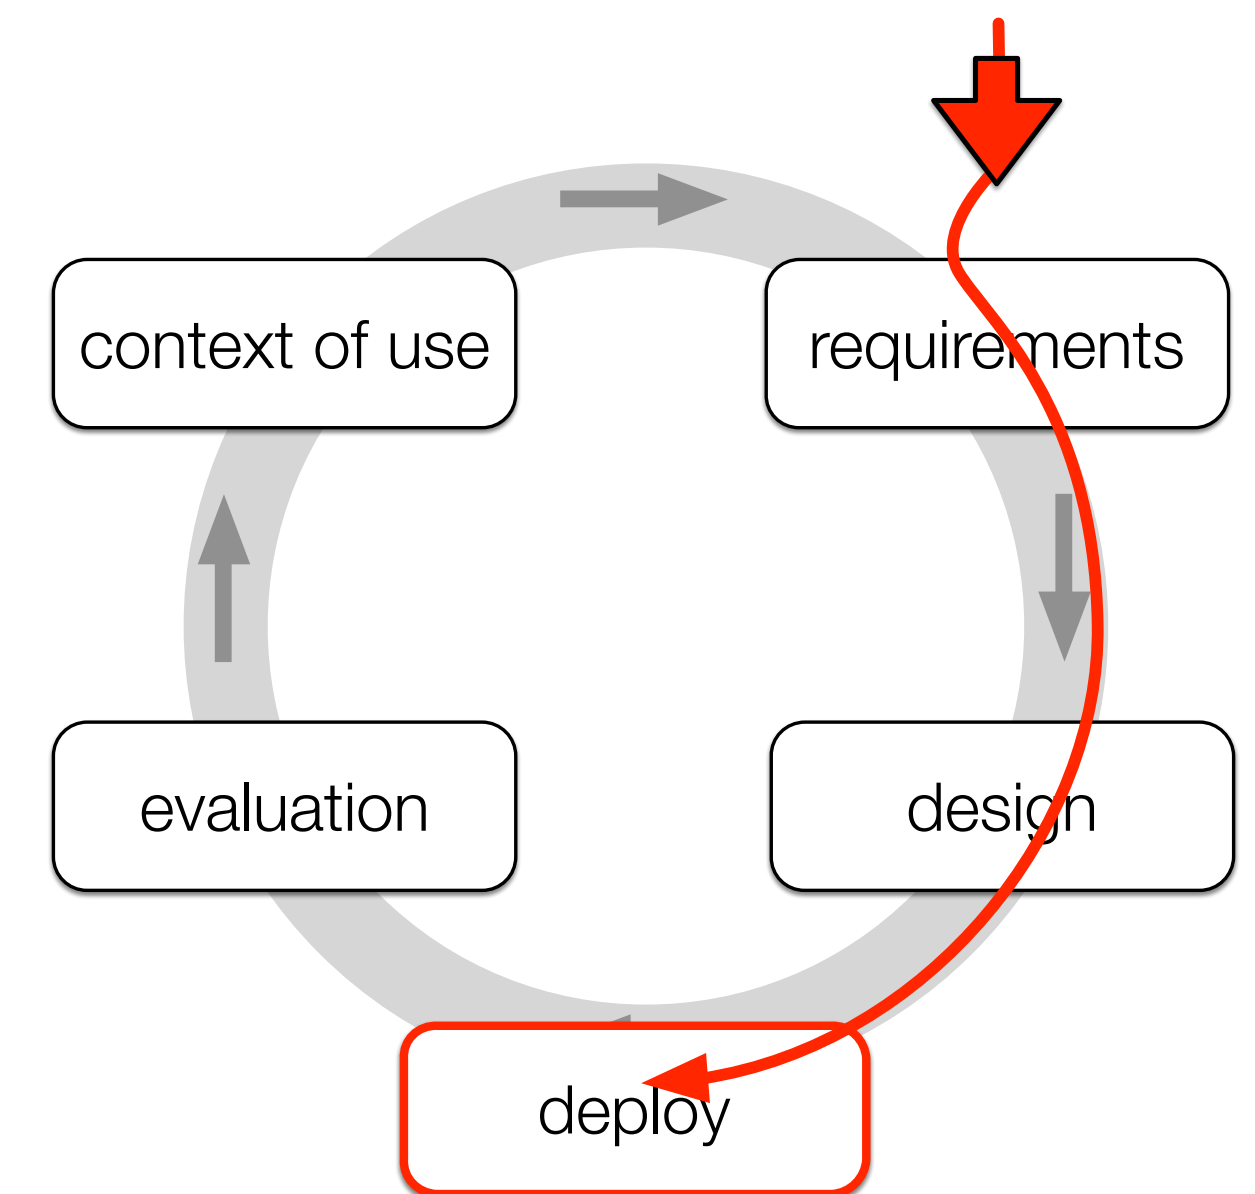 context of use
requirements
evaluation
design
deploy